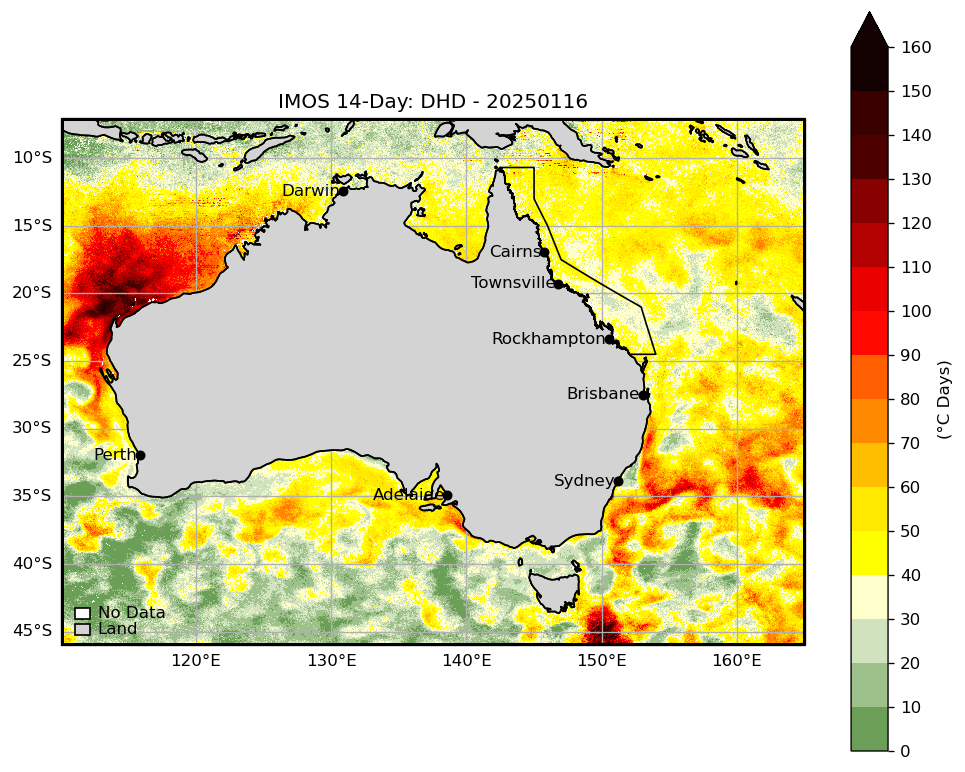 IMOS 14-Day: DHD - 20250116
160
150
140
130
120
110
100
90
80
70
60
50
40
30
20
10
0
(°C Days)
10°S
15°S
20°S
25°S
30°S
35°S
40°S
45°S
Darwin
Cairns
Townsville
Rockhampton
Brisbane
Perth
Sydney
Adelaide
No Data
Land
120°E 130°E 140°E 150°E 160°E